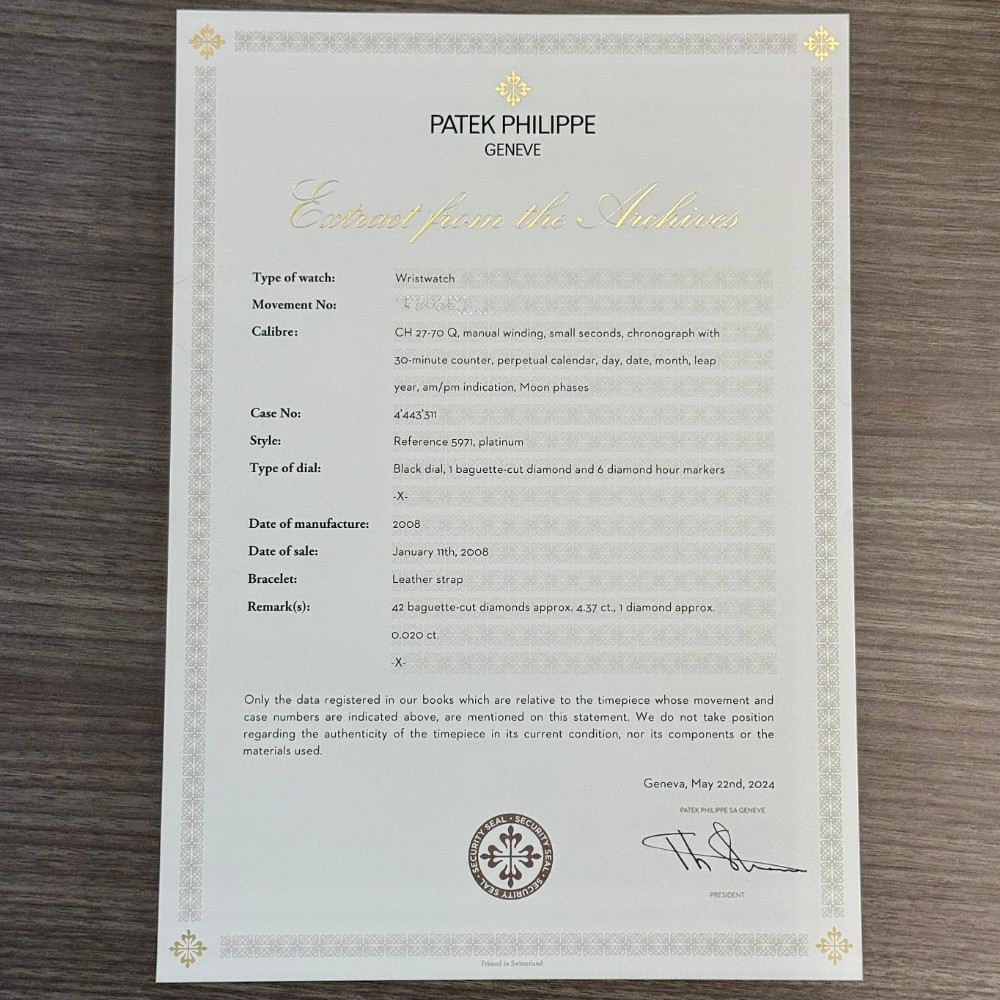 PATEK PHILIPPE
GENEVE
Extract from the Archives
Type of watch: Wristwatch
Movement No:
Calibre: CH 27-70 Q, manual winding, small seconds, chronograph with
30-minute counter, perpetual calendar, day, date, month, leap
year, am/pm indication, Moon phases
Case No: 4'443'311
Style: Reference 5971, platinum
Type of dial: Black dial, 1 baguette-cut diamond and 6 diamond hour markers
-X-
Date of manufacture: 2008
Date of sale: January 11th, 2008
Bracelet: Leather strap
Remark(s): 42 baguette-cut diamonds approx. 4.37 ct., 1 diamond approx.
0.020 ct.
-X-
Only the data registered in our books which are relative to the timepiece whose movement and
case numbers are indicated above, are mentioned on this statement. We do not take position
regarding the authenticity of the timepiece in its current condition, nor its components or the
materials used.
Geneva, May 22nd, 2024
PATEK PHILIPPE SA GENEVE
SECURITY SEAL · SECURITY SEAL · SECURITY SEAL ·
PRESIDENT
Printed in Switzerland